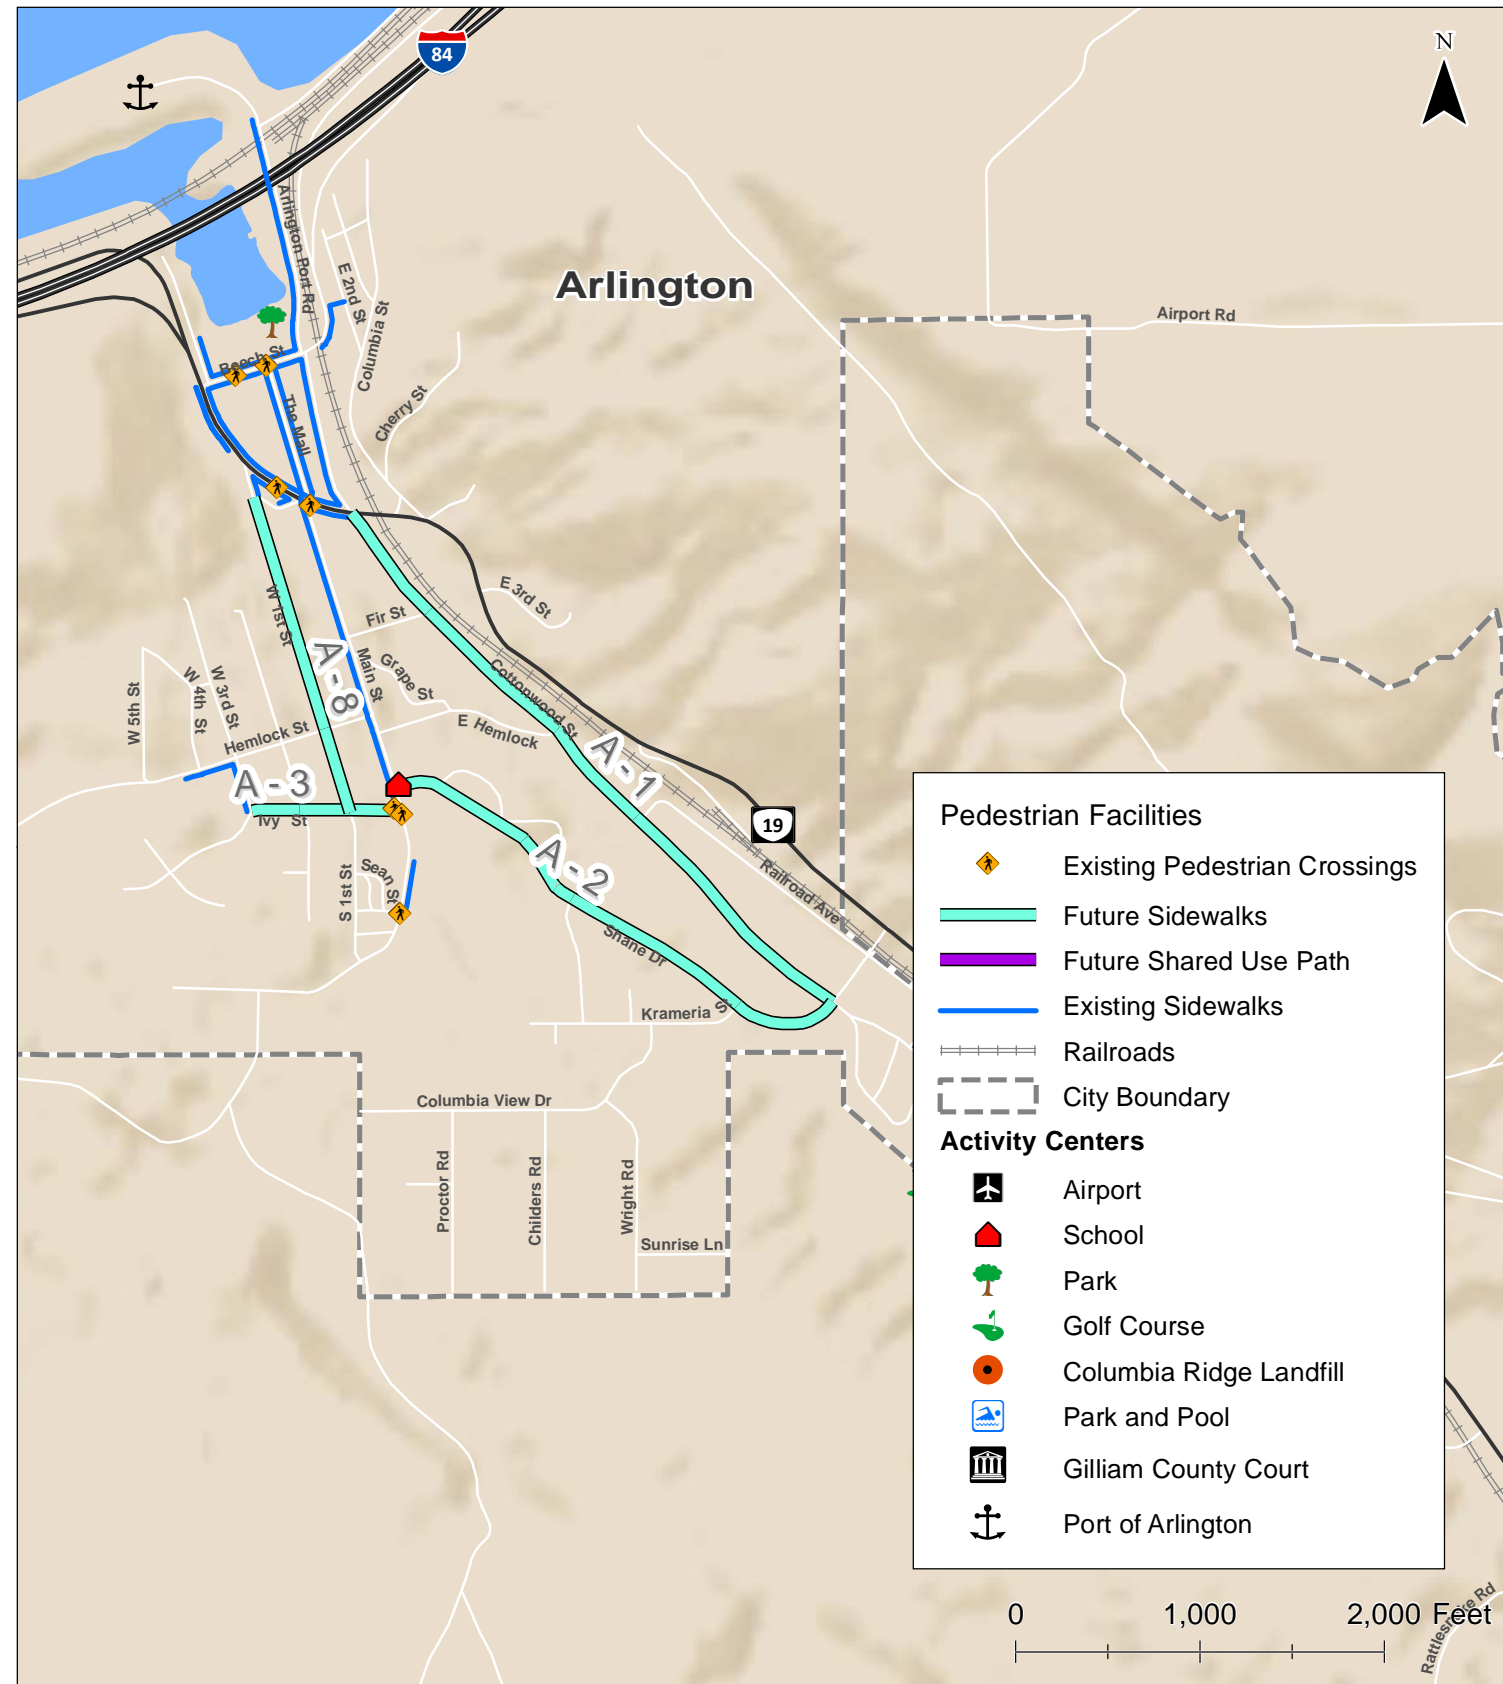 84
N
Arlington
Arlington Port Rd
E 2nd St
Columbia St
Airport Rd
Beech St
The Mall
Cherry St
E 3rd St
W 1st St
Fir St
A - 8
Main St
Grape St
Cottonwood St
W 5th St
W 4th St
W 3rd St
Hemlock St
E Hemlock
A - 1
A - 3
Ivy St
19
A - 2
Railroad Ave
S 1st St
Sean St
Shane Dr
Krameria St
Columbia View Dr
Proctor Rd
Childers Rd
Wright Rd
Sunrise Ln
Pedestrian Facilities
Existing Pedestrian Crossings
Future Sidewalks
Future Shared Use Path
Existing Sidewalks
Railroads
City Boundary
Activity Centers
Airport
School
Park
Golf Course
Columbia Ridge Landfill
Park and Pool
Gilliam County Court
Port of Arlington
0 1,000 2,000 Feet
Rattlesnake Rd